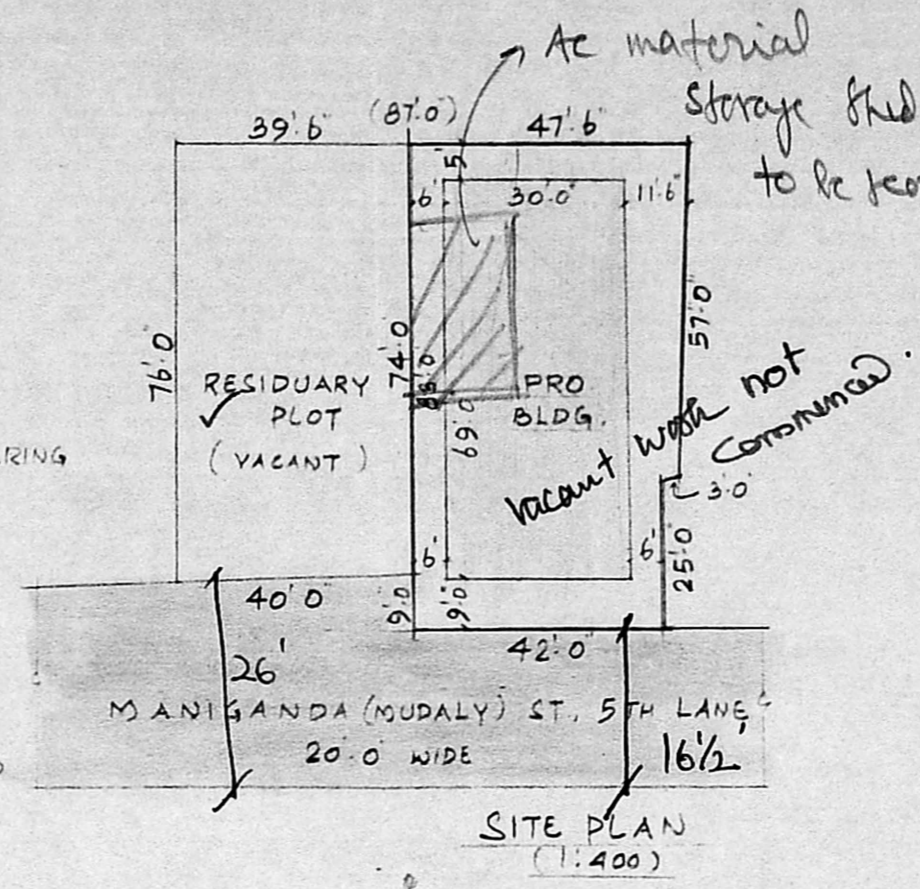 Ac material
Storage Shed
to be
39'.6"
(87'.0)
47'.6"
5'
6'
30'.0"
11'.6"
76'.0"
74'.0
57'.0"
RESIDUARY
PLOT
(VACANT)
PRO
BLDG.
69'.0
RING
vacant work not
commenced.
3'.0"
6'
6'
25'.0"
40'.0"
9'.0
9'.0
42'.0"
26'
MANIGANDA (MUDALY) ST, 5TH LANE
20'.0" WIDE
16 1/2'
SITE PLAN
(1:400)